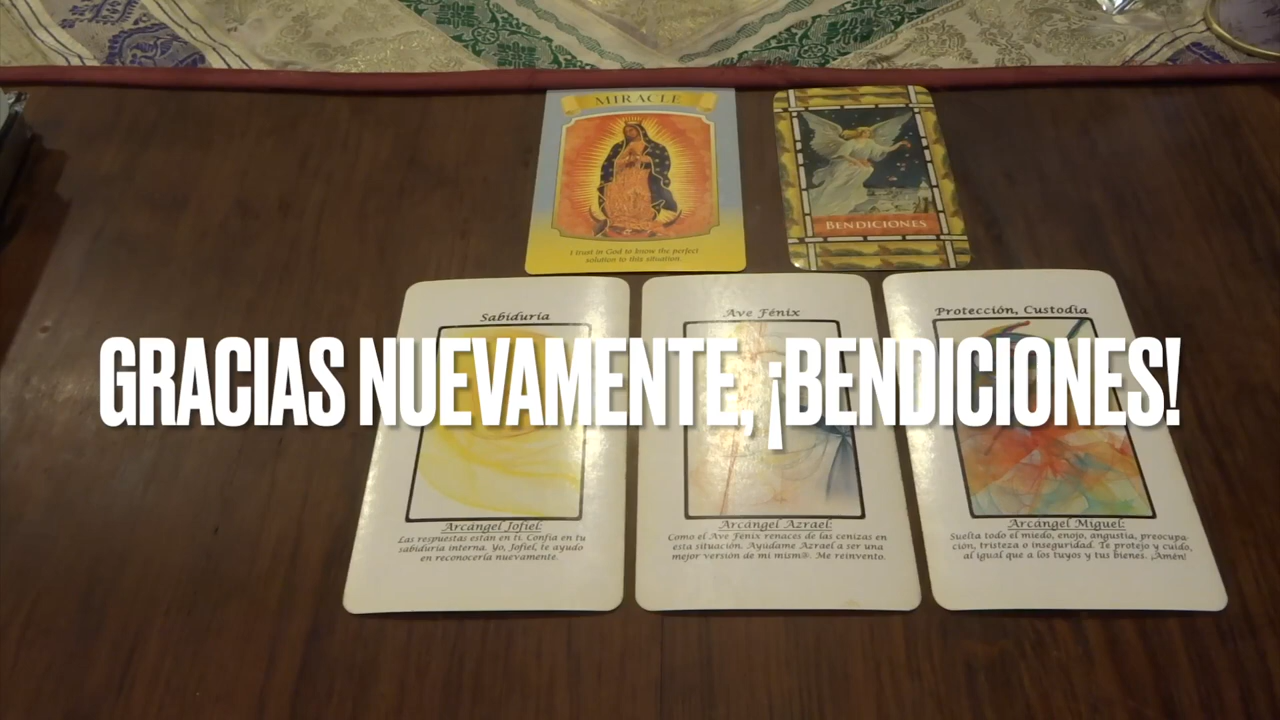 MIRACLE
I trust in God to know the perfect
solution to this situation.
BENDICIONES
Sabiduría
Ave Fénix
Protección, Custodia
GRACIAS NUEVAMENTE, ¡BENDICIONES!
Arcángel Jofiel:
Las respuestas están en ti. Confía en tu
sabiduría interna. Yo, Jofiel, te ayudo
en reconocerla nuevamente.
Arcángel Azrael:
Como el Ave Fénix renaces de las cenizas en
esta situación. Ayúdame Azrael a ser una
mejor versión de mi mism@. Me reinvento.
Arcángel Miguel:
Suelta todo el miedo, enojo, angustia, preocupa-
ción, tristeza o inseguridad. Te protejo y cuido,
al igual que a los tuyos y tus bienes. ¡Amén!